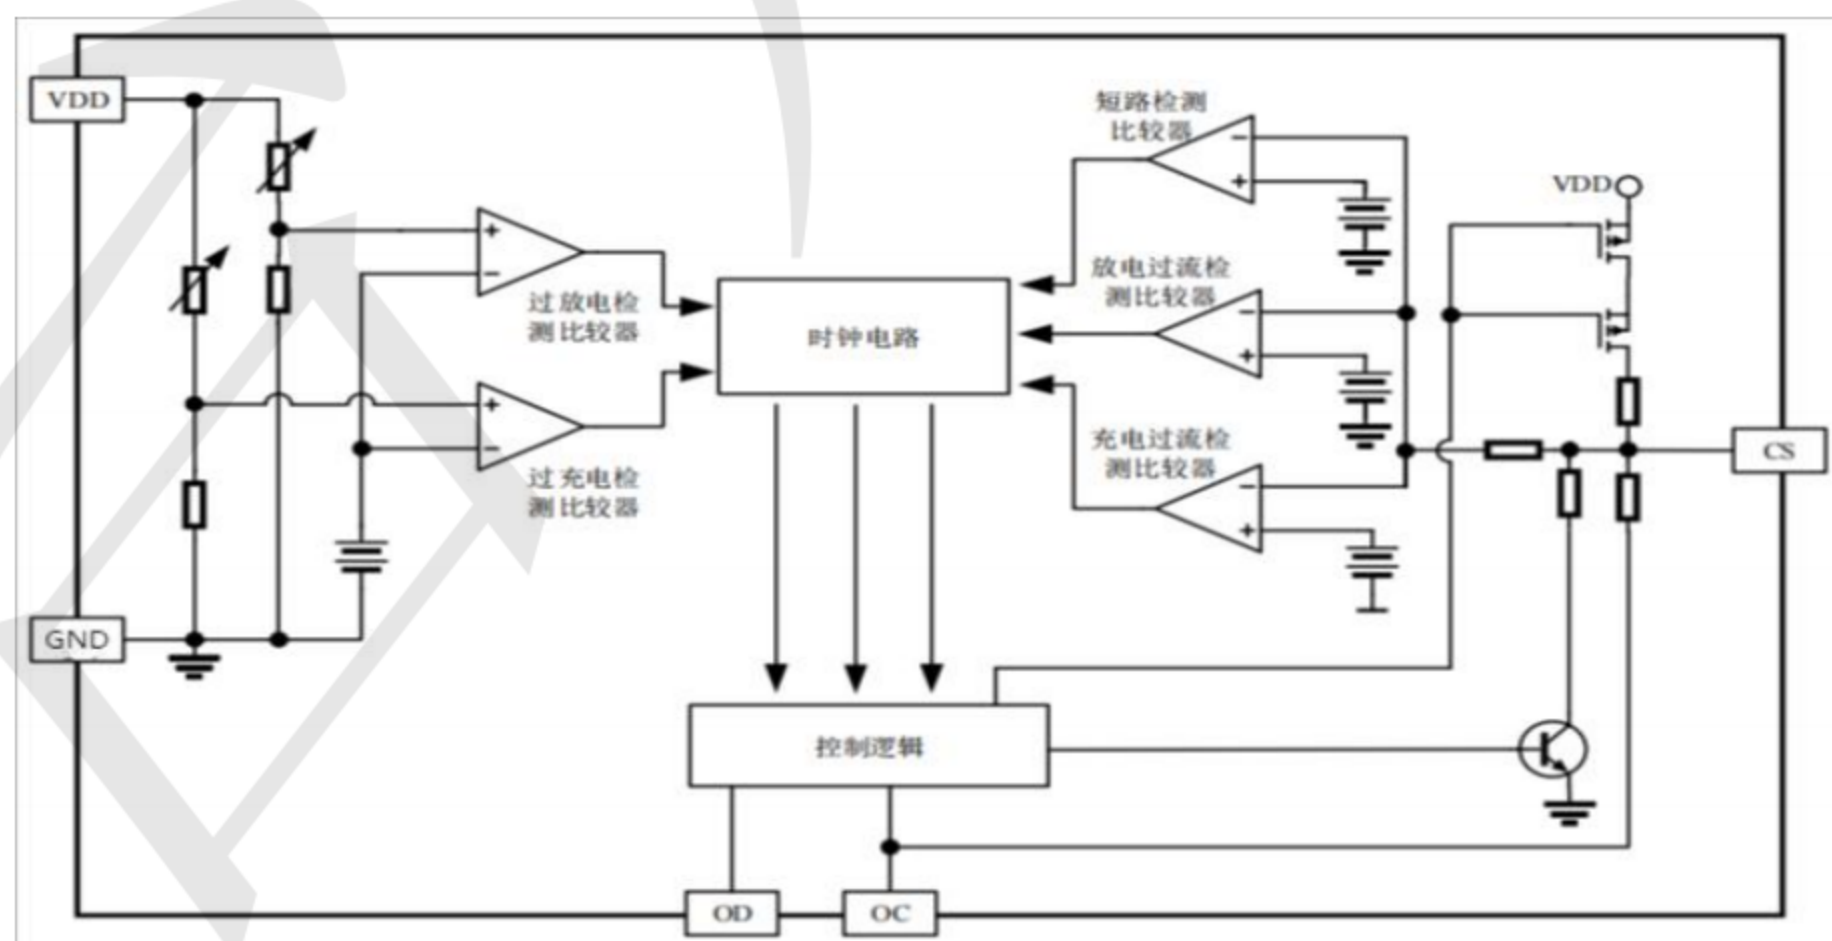 VDD
短路检测
比较器
VDD
过放电检
测比较器
放电过流检
测比较器
时钟电路
充电过流检
测比较器
CS
过充电检
测比较器
GND
控制逻辑
OD
OC